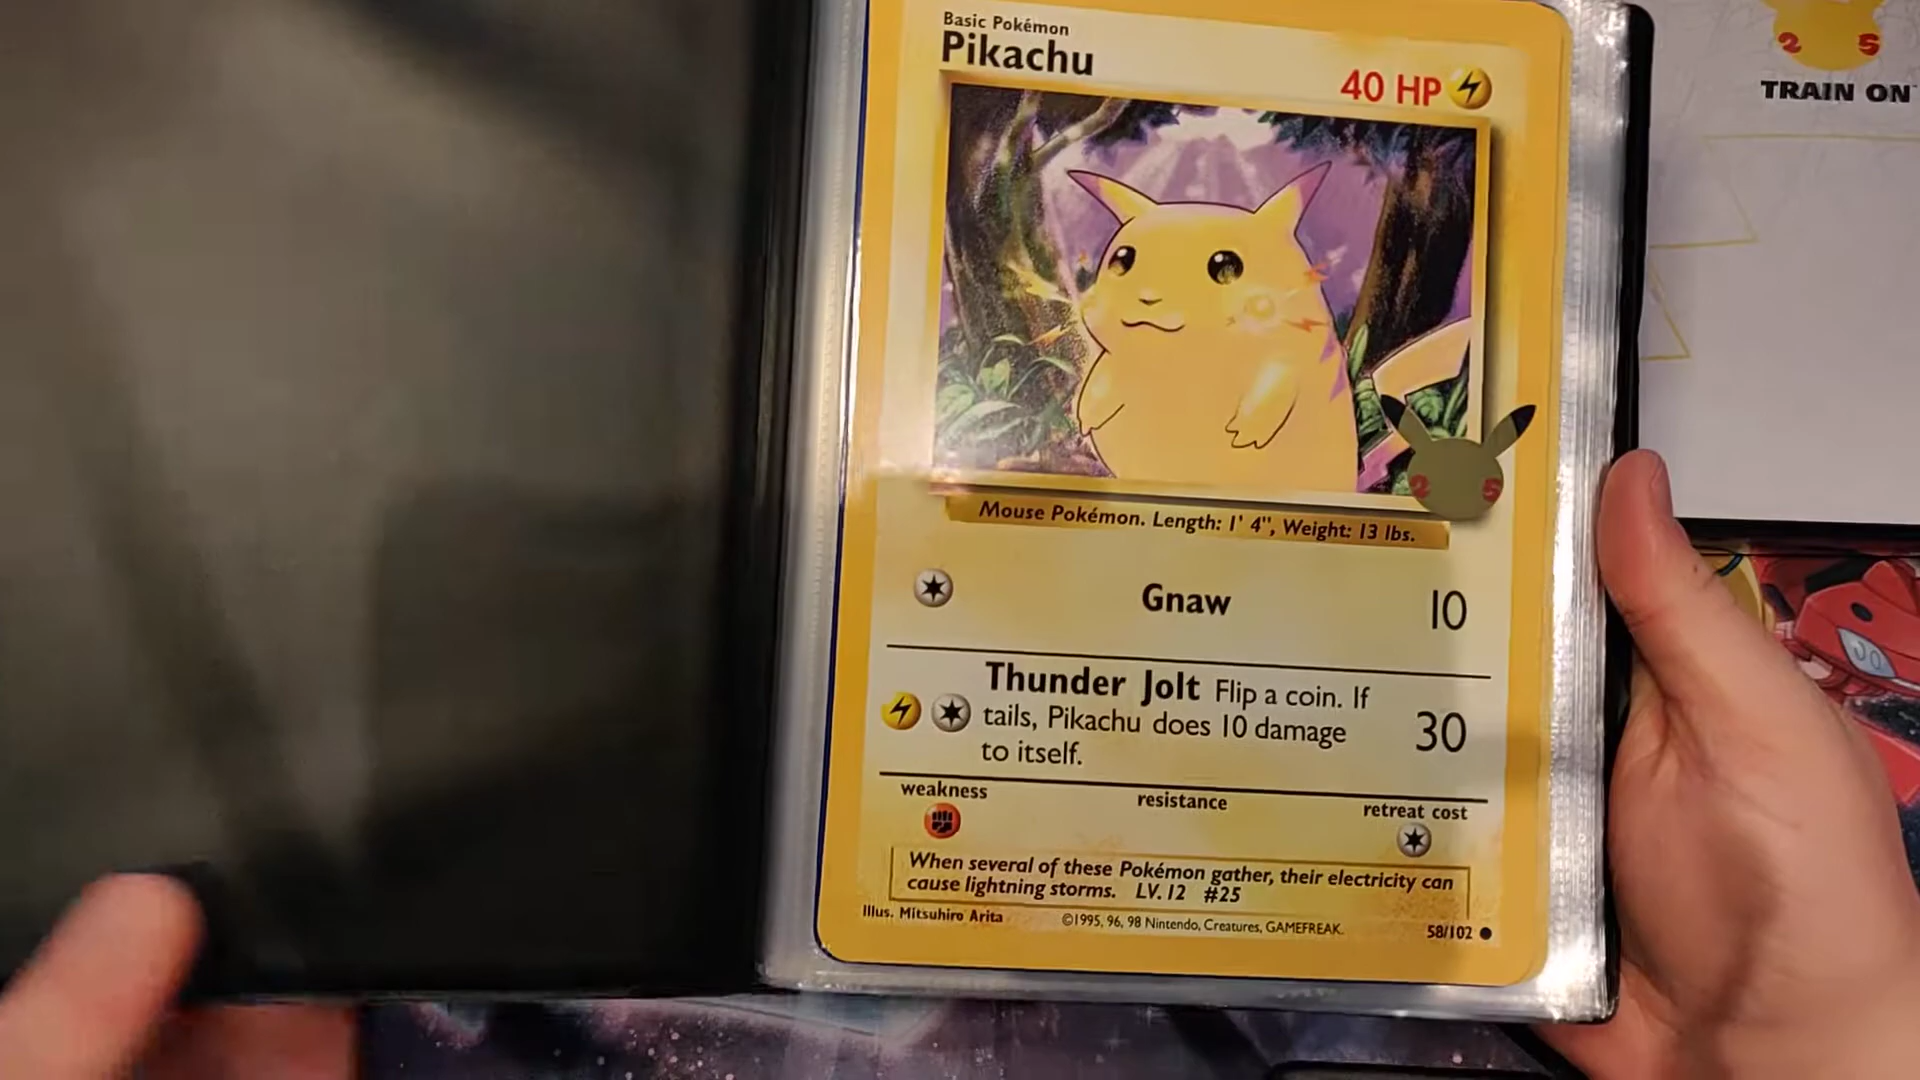 Basic Pokémon
Pikachu
40 HP
25
TRAIN ON
25
Mouse Pokémon. Length: 1' 4", Weight: 13 lbs.
Gnaw 10
Thunder Jolt Flip a coin. If
tails, Pikachu does 10 damage
to itself.
30
weakness resistance retreat cost
When several of these Pokémon gather, their electricity can
cause lightning storms. LV. 12 #25
Illus. Mitsuhiro Arita ©1995, 96, 98 Nintendo, Creatures, GAMEFREAK. 58/102